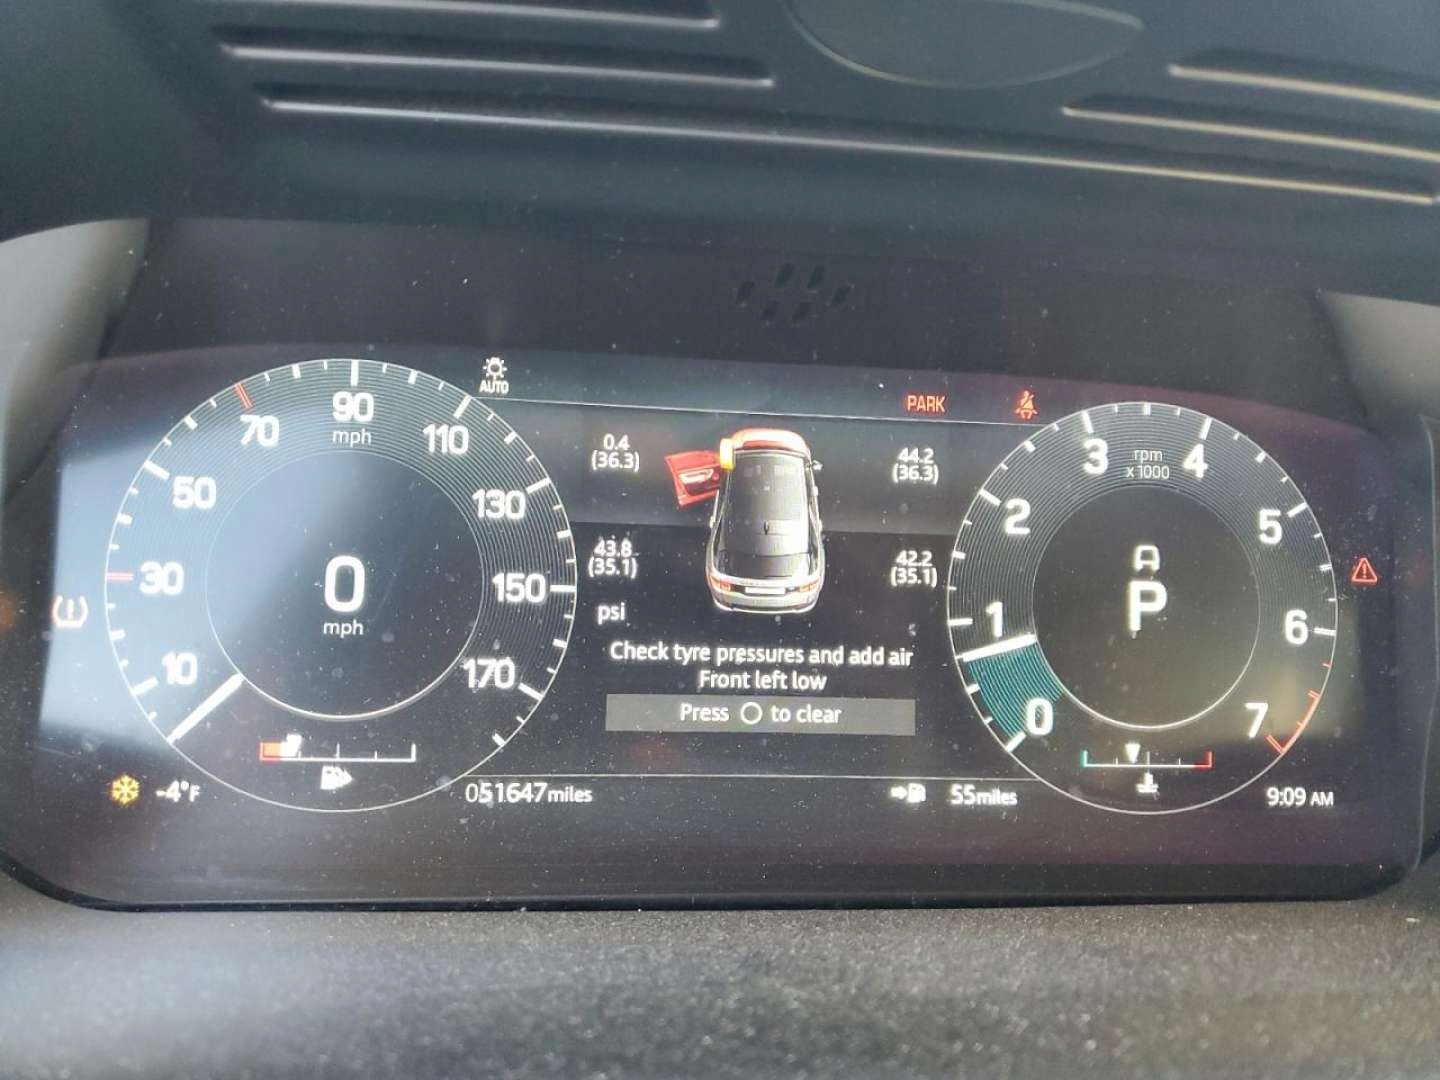 AUTO
PARK
10
30
50
70
90
mph
110
130
150
170
0
mph
0.4
(36.3)
44.2
(36.3)
43.8
(35.1)
42.2
(35.1)
psi
Check tyre pressures and add air
Front left low
Press O to clear
0
1
2
3
4
5
6
7
rpm
x 1000
A
P
-4°F
051647 miles
55 miles
9:09 AM